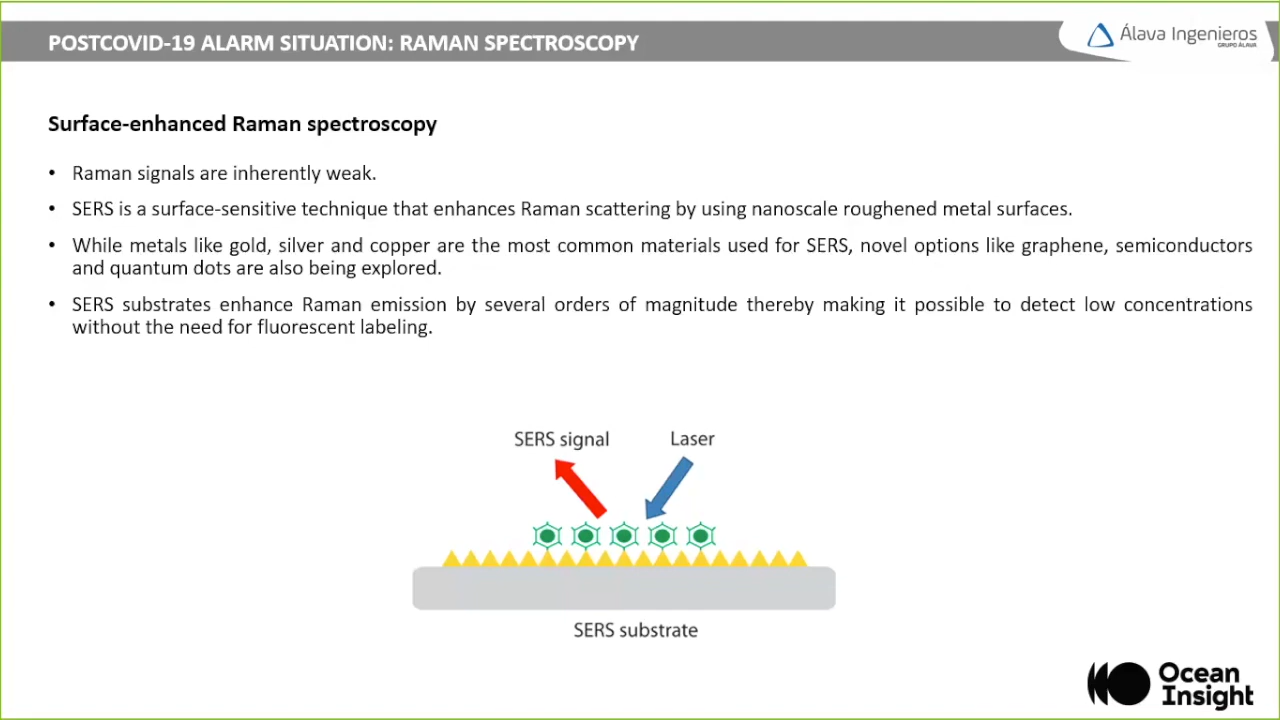 POSTCOVID-19 ALARM SITUATION: RAMAN SPECTROSCOPY
Álava Ingenieros
GRUPO ÁLAVA
Surface-enhanced Raman spectroscopy
• Raman signals are inherently weak.
• SERS is a surface-sensitive technique that enhances Raman scattering by using nanoscale roughened metal surfaces.
• While metals like gold, silver and copper are the most common materials used for SERS, novel options like graphene, semiconductors
and quantum dots are also being explored.
• SERS substrates enhance Raman emission by several orders of magnitude thereby making it possible to detect low concentrations
without the need for fluorescent labeling.
SERS signal
Laser
SERS substrate
Ocean
Insight